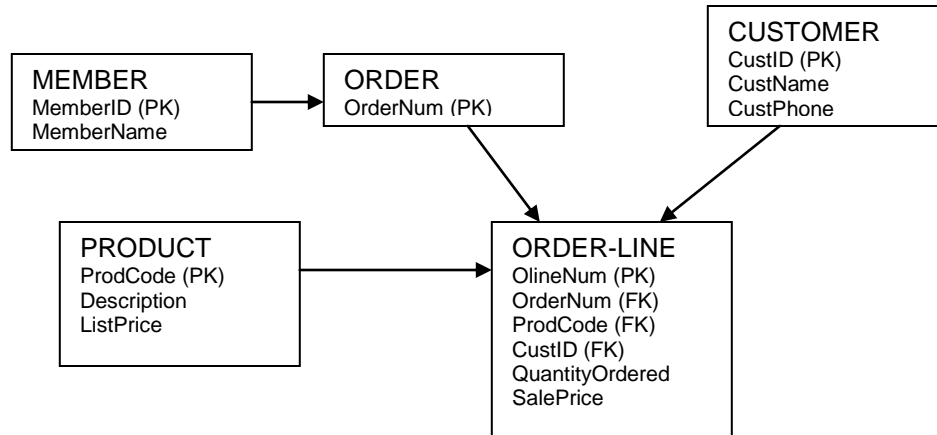 MEMBER
MemberID (PK)
MemberName
ORDER
OrderNum (PK)
CUSTOMER
CustID (PK)
CustName
CustPhone
PRODUCT
ProdCode (PK)
Description
ListPrice
ORDER-LINE
OlineNum (PK)
OrderNum (FK)
ProdCode (FK)
CustID (FK)
QuantityOrdered
SalePrice